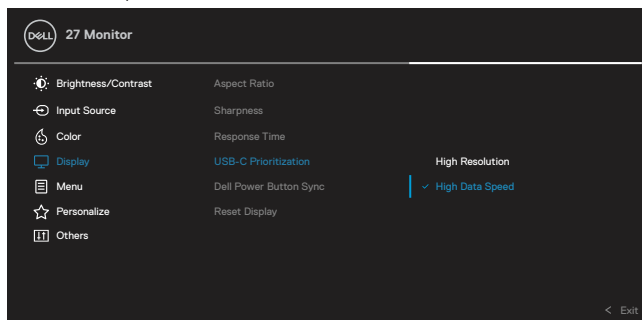 DELL 27 Monitor
Brightness/Contrast Aspect Ratio
Input Source Sharpness
Color Response Time
Display USB-C Prioritization High Resolution
Menu Dell Power Button Sync ✓ High Data Speed
Personalize Reset Display
Others
< Exit